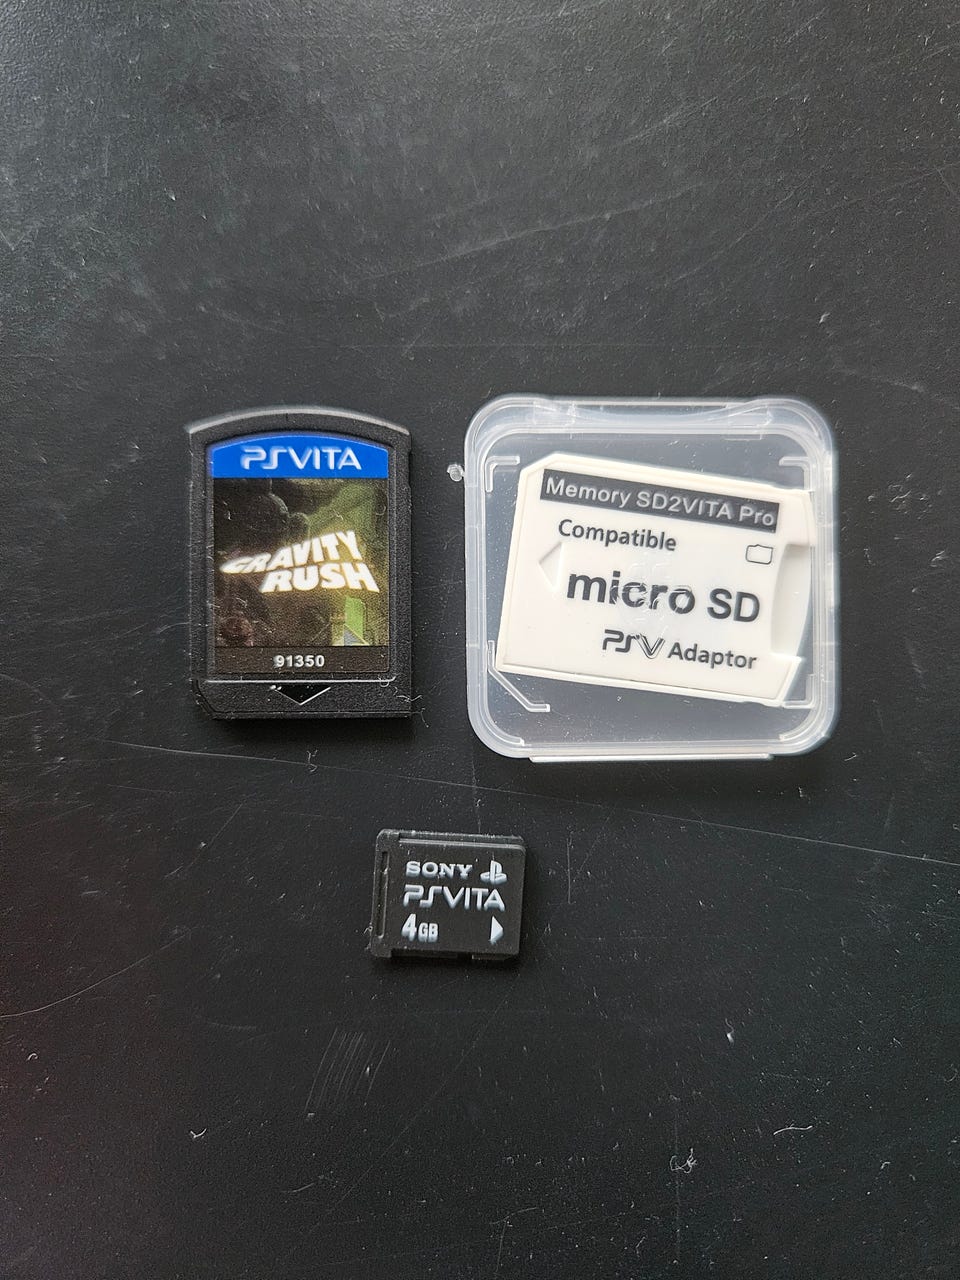 PSVITA
GRAVITY
RUSH
91350
Memory SD2VITA Pro
Compatible
micro SD
PSV Adaptor
SONY
PSVITA
4GB